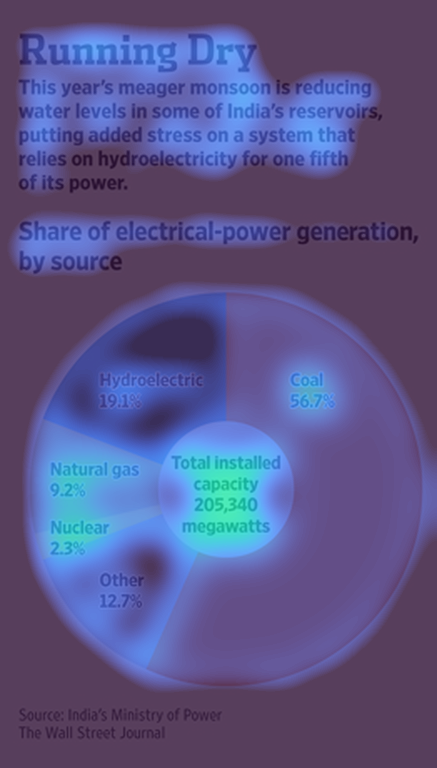 Running Dry
This year's meager monsoon is reducing
water levels in some of India's reservoirs,
putting added stress on a system that
relies on hydroelectricity for one fifth
of its power.
Share of electrical-power generation,
by source
Hydroelectric
19.1%
Coal
56.7%
Natural gas
9.2%
Total installed
capacity
205,340
megawatts
Nuclear
2.3%
Other
12.7%
Source: India's Ministry of Power
The Wall Street Journal